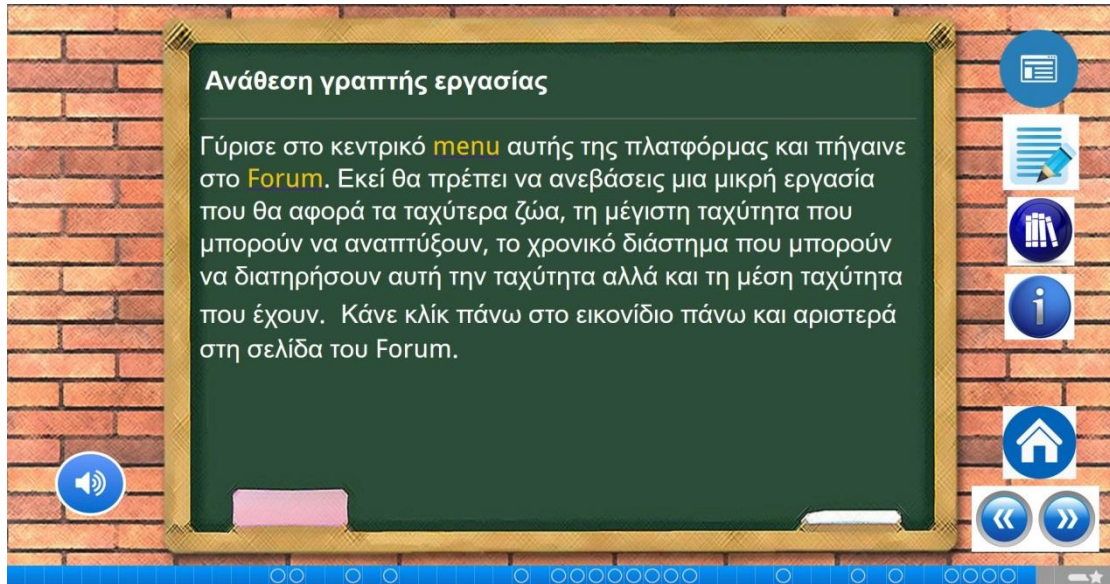 Ανάθεση γραπτής εργασίας
Γύρισε στο κεντρικό menu αυτής της πλατφόρμας και πήγαινε
στο Forum. Εκεί θα πρέπει να ανεβάσεις μια μικρή εργασία
που θα αφορά τα ταχύτερα ζώα, τη μέγιστη ταχύτητα που
μπορούν να αναπτύξουν, το χρονικό διάστημα που μπορούν
να διατηρήσουν αυτή την ταχύτητα αλλά και τη μέση ταχύτητα
που έχουν. Κάνε κλίκ πάνω στο εικονίδιο πάνω και αριστερά
στη σελίδα του Forum.